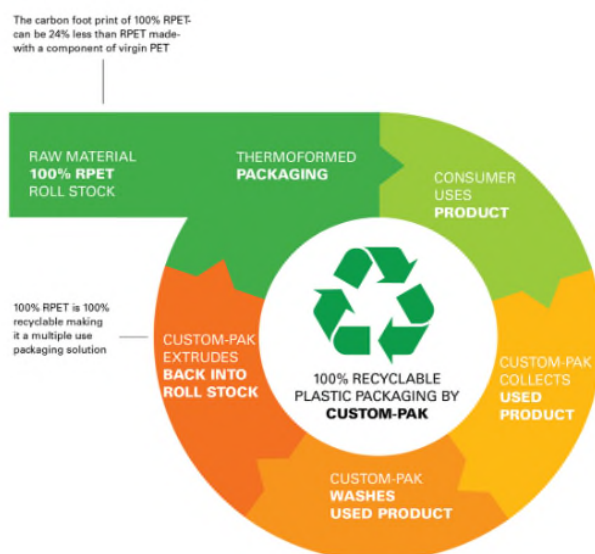 The carbon foot print of 100% RPET-
can be 24% less than RPET made-
with a component of virgin PET
RAW MATERIAL
100% RPET
ROLL STOCK
THERMOFORMED
PACKAGING
CONSUMER
USES
PRODUCT
100% RPET is 100%
recyclable making
it a multiple use
packaging solution
CUSTOM-PAK
EXTRUDES
BACK INTO
ROLL STOCK
100% RECYCLABLE
PLASTIC PACKAGING BY
CUSTOM-PAK
CUSTOM-PAK
COLLECTS
USED
PRODUCT
CUSTOM-PAK
WASHES
USED PRODUCT